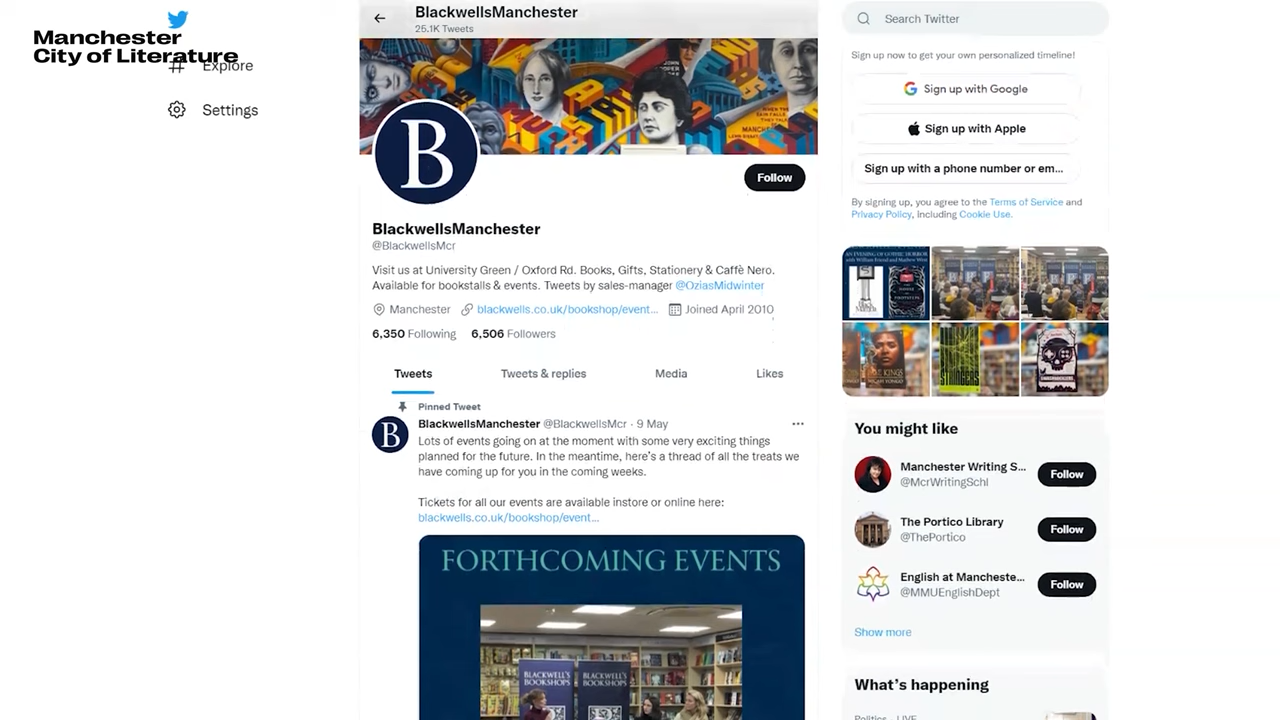 Manchester
City of Literature
Explore
Settings
BlackwellsManchester
25.1K Tweets
B
Follow
BlackwellsManchester
@BlackwellsMcr
Visit us at University Green / Oxford Rd. Books, Gifts, Stationery & Caffè Nero.
Available for bookstalls & events. Tweets by sales-manager @OziasMidwinter
Manchester blackwells.co.uk/bookshop/event... Joined April 2010
6,350 Following 6,506 Followers
Tweets Tweets & replies Media Likes
Pinned Tweet
B
BlackwellsManchester @BlackwellsMcr · 9 May
Lots of events going on at the moment with some very exciting things
planned for the future. In the meantime, here's a thread of all the treats we
have coming up for you in the coming weeks.
Tickets for all our events are available instore or online here:
blackwells.co.uk/bookshop/event...
FORTHCOMING EVENTS
BLACKWELL'S
BOOKSHOPS
BLACKWELL'S
BOOKSHOPS
Search Twitter
Sign up now to get your own personalized timeline!
Sign up with Google
Sign up with Apple
Sign up with a phone number or em...
By signing up, you agree to the Terms of Service and
Privacy Policy, including Cookie Use.
AN EVENING OF GOTHIC HORROR
You might like
Manchester Writing S...
@McrWritingSchl
Follow
The Portico Library
@ThePortico
Follow
English at Mancheste...
@MMUEnglishDept
Follow
Show more
What's happening
Politics · LIVE